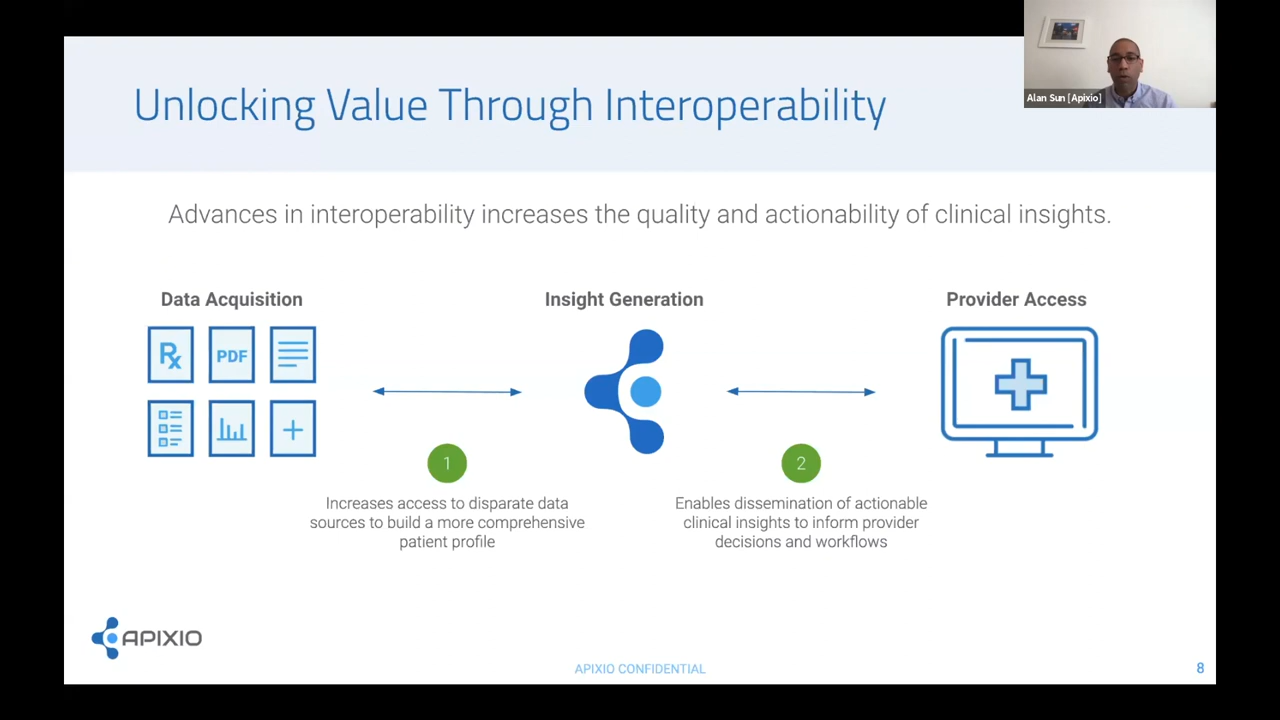 Alan Sun [Apixio]
Unlocking Value Through Interoperability
Advances in interoperability increases the quality and actionability of clinical insights.
Data Acquisition
Insight Generation
Provider Access
Rx
PDF
1
Increases access to disparate data
sources to build a more comprehensive
patient profile
2
Enables dissemination of actionable
clinical insights to inform provider
decisions and workflows
APIXIO
APIXIO CONFIDENTIAL
8